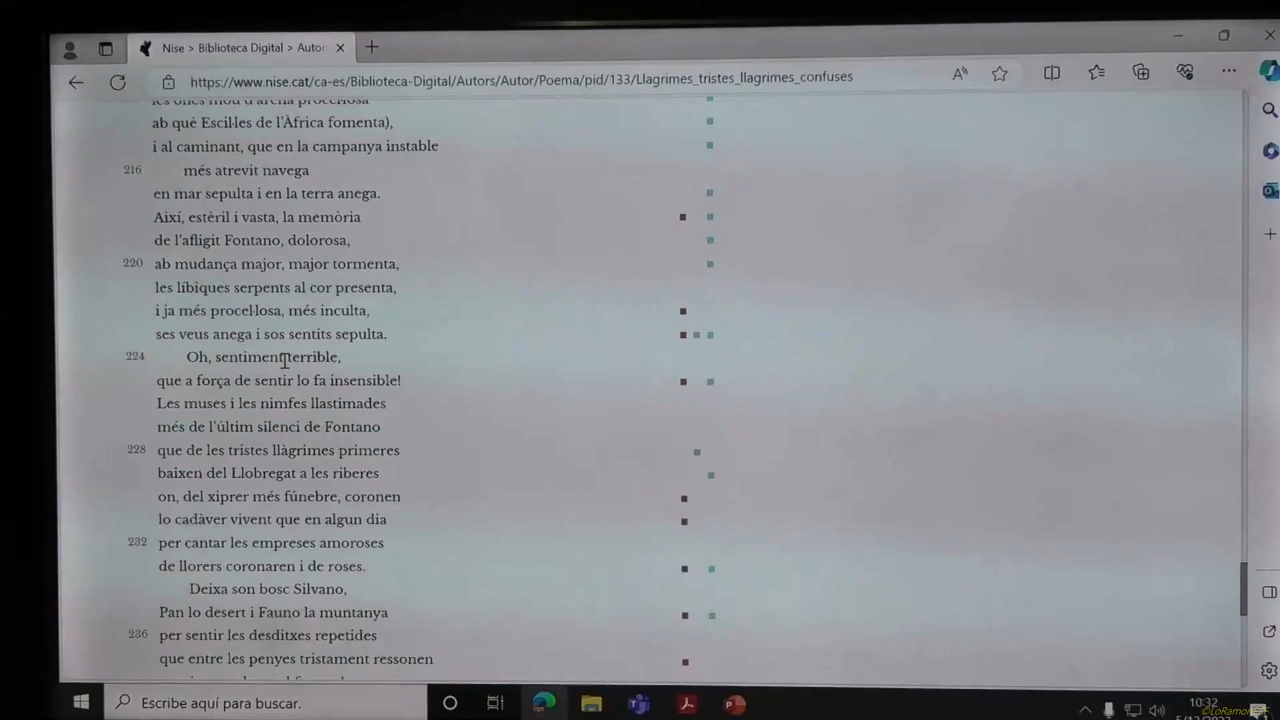 Nise > Biblioteca Digital > Autor
https://www.nise.cat/ca-es/Biblioteca-Digital/Autors/Autor/Poema/pid/133/Llagrimes_tristes_llagrimes_confuses
les ones mou d'arena procel·losa
ab què Escil·les de l'Àfrica fomenta),
i al caminant, que en la campanya instable
216 més atrevit navega
en mar sepulta i en la terra anega.
Així, estèril i vasta, la memòria
de l'afligit Fontano, dolorosa,
220 ab mudança major, major tormenta,
les líbiques serpents al cor presenta,
i ja més procel·losa, més inculta,
ses veus anega i sos sentits sepulta.
224 Oh, sentiment terrible,
que a força de sentir lo fa insensible!
Les muses i les nimfes llastimades
més de l'últim silenci de Fontano
228 que de les tristes llàgrimes primeres
baixen del Llobregat a les riberes
on, del xiprer més fúnebre, coronen
lo cadàver vivent que en algun dia
232 per cantar les empreses amoroses
de llorers coronaren i de roses.
Deixa son bosc Silvano,
Pan lo desert i Fauno la muntanya
236 per sentir les desditxes repetides
que entre les penyes tristament ressonen
Escribe aquí para buscar.
10:32